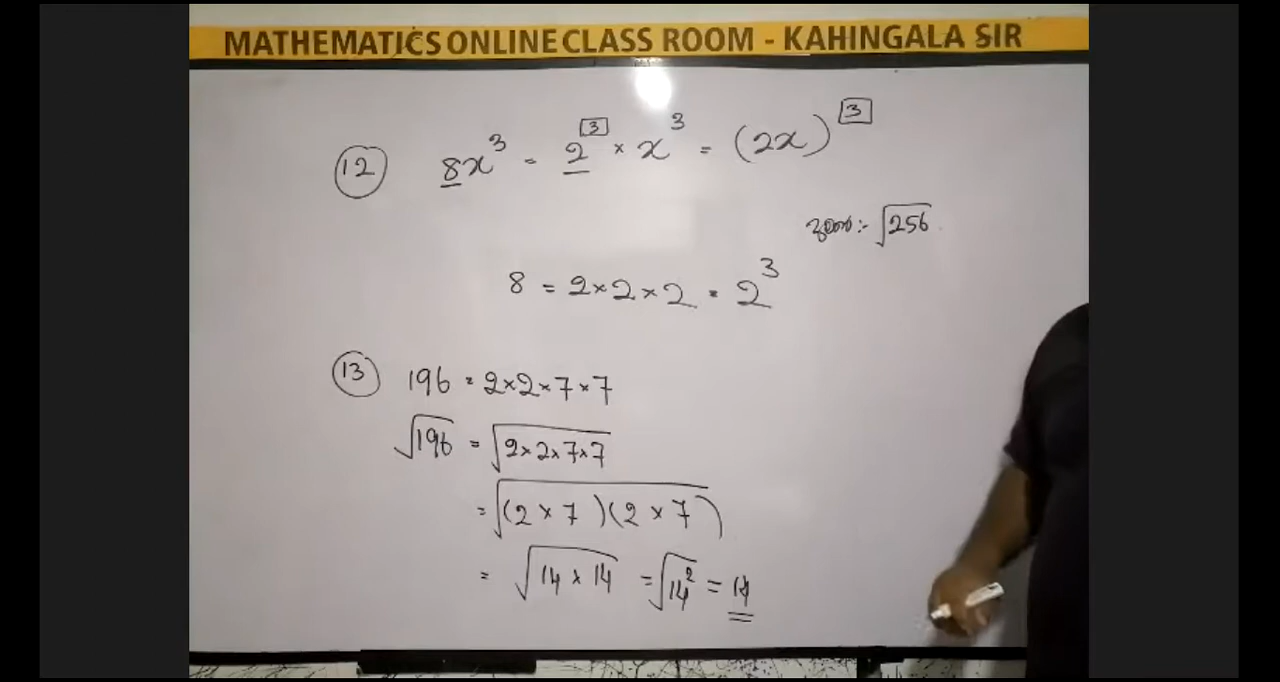 MATHEMATICS ONLINE CLASS ROOM - KAHINGALA SIR
12 8x³ = 2³ × x³ = (2x)³
:- √256
8 = 2×2×2 = 2³
13 196 = 2×2×7×7
√196 = √2×2×7×7
= √(2×7)(2×7)
= √14×14 = √14² = 14